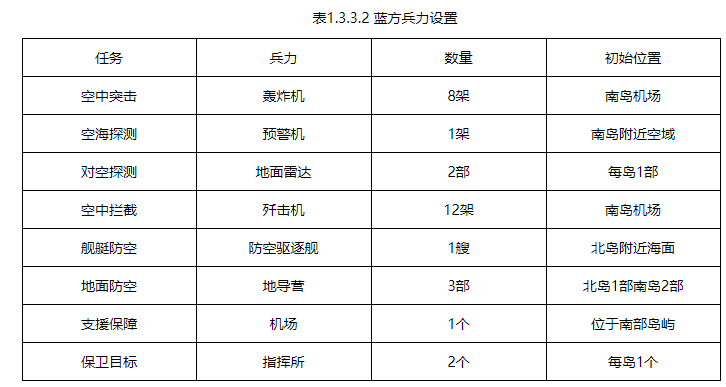 表1.3.3.2 蓝方兵力设置
任务 兵力 数量 初始位置
空中突击 轰炸机 8架 南岛机场
空海探测 预警机 1架 南岛附近空域
对空探测 地面雷达 2部 每岛1部
空中拦截 歼击机 12架 南岛机场
舰艇防空 防空驱逐舰 1艘 北岛附近海面
地面防空 地导营 3部 北岛1部南岛2部
支援保障 机场 1个 位于南部岛屿
保卫目标 指挥所 2个 每岛1个